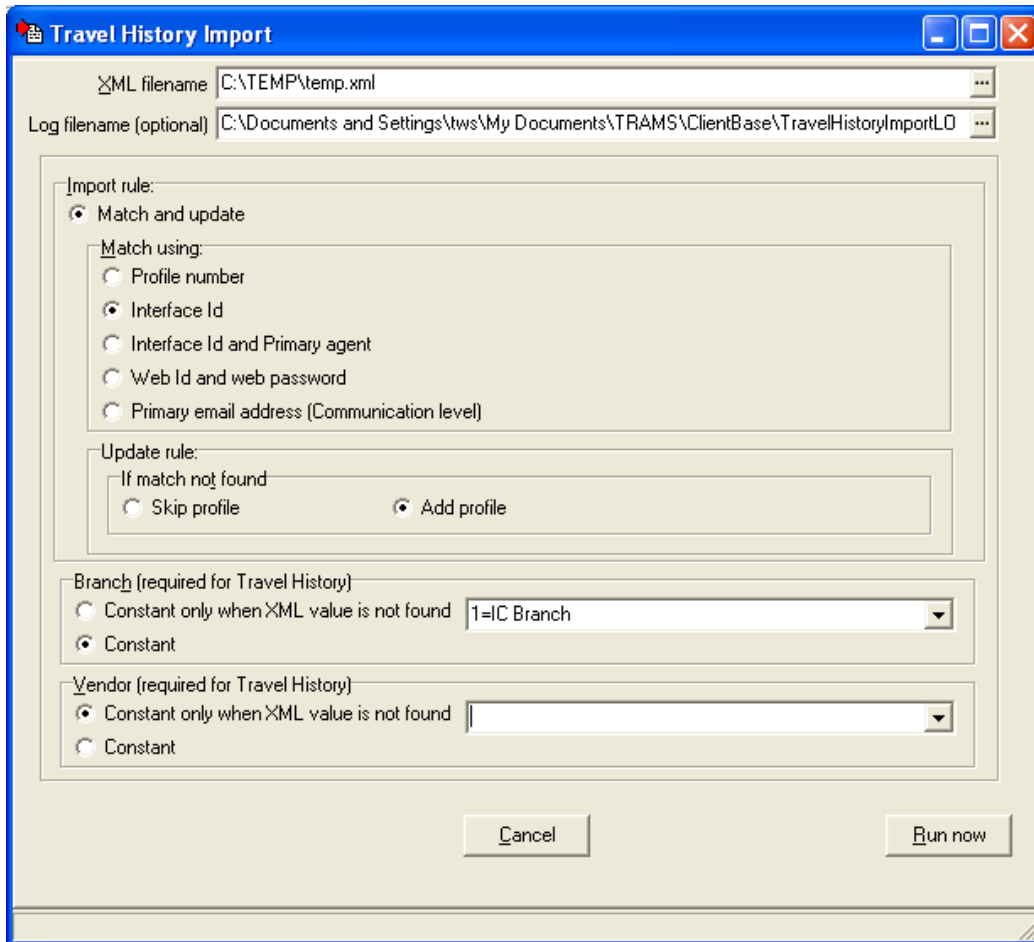 Travel History Import
XML filename C:\TEMP\temp.xml ...
Log filename (optional) C:\Documents and Settings\tws\My Documents\TRAMS\ClientBase\TravelHistoryImportLO ...
Import rule:
Match and update
Match using:
Profile number
Interface Id
Interface Id and Primary agent
Web Id and web password
Primary email address (Communication level)
Update rule:
If match not found
Skip profile Add profile
Branch (required for Travel History)
Constant only when XML value is not found 1=IC Branch
Constant
Vendor (required for Travel History)
Constant only when XML value is not found
Constant
Cancel Run now